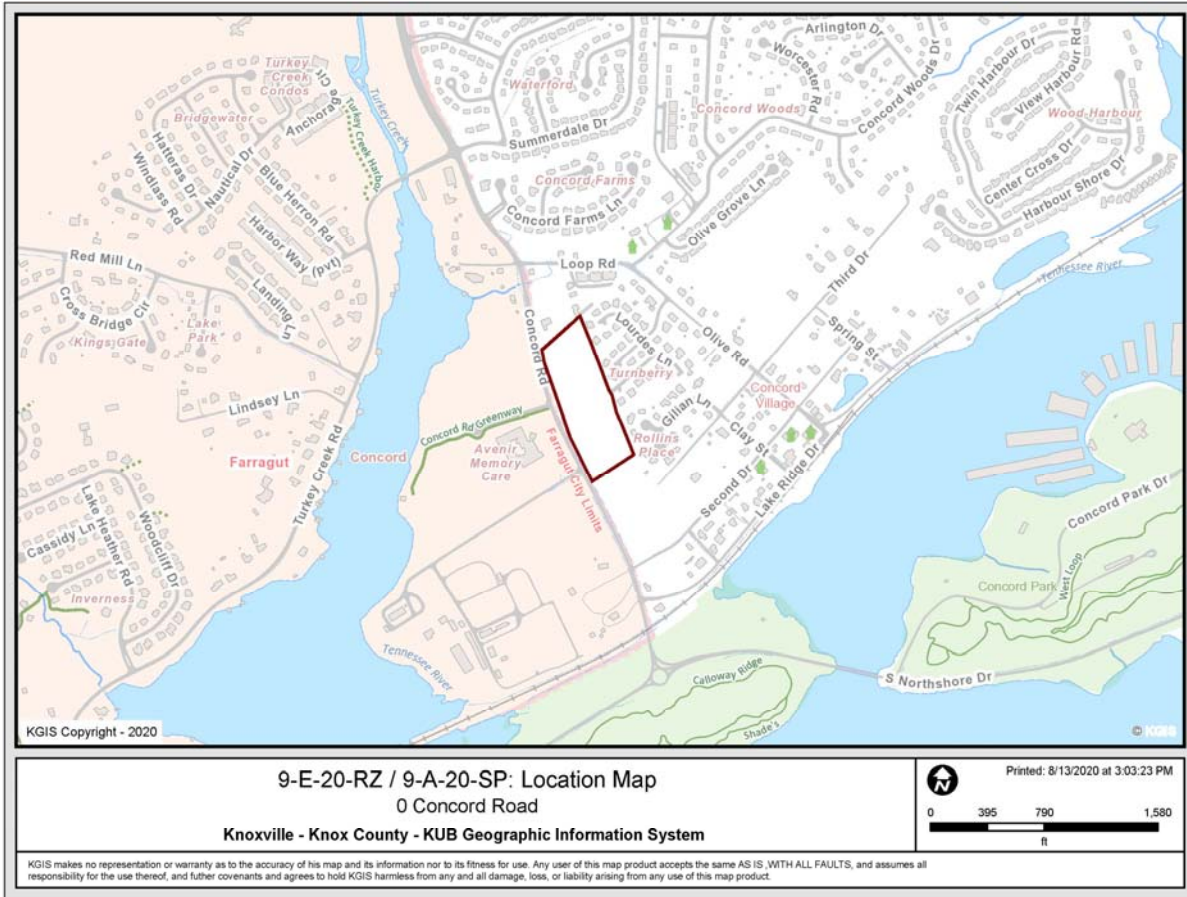 Arlington Dr
Worcester Rd
Concord Woods Dr
Twin Harbour Dr
View Harbour Rd
Turkey
Creek
Condos
Waterford
Concord Woods
Wood-Harbour
Bridgewater
Anchorage Cir
Turkey Creek Harbor
Turkey Creek
Summerdale Dr
Hatteras Dr
Windlass Rd
Nautical Dr
Blue Herron Rd
Concord Farms
Center Cross Dr
Harbour Shore Dr
Concord Farms Ln
Olive Grove Ln
Harbor Way (pvt)
Red Mill Ln
Loop Rd
Third Dr
Tennessee River
Cross Bridge Cir
Landing Ln
Lake
Park
Kings Gate
Concord Rd
Lourdes Ln
Olive Rd
Spring St
Turnberry
Concord
Village
Lindsey Ln
Gilian Ln
Concord Rd Greenway
Clay St
Farragut
Concord
Avenir
Memory
Care
Rollins
Place
Turkey Creek Rd
Farragut City Limits
Second Dr
Lake Ridge Dr
Concord Park Dr
Cassidy Ln
Lake Heather Rd
Woodcliff Dr
Inverness
West Loop
Concord Park
Tennessee
River
Calloway Ridge
S Northshore Dr
Shade's
KGIS Copyright - 2020
© KGIS
9-E-20-RZ / 9-A-20-SP: Location Map
0 Concord Road
Knoxville - Knox County - KUB Geographic Information System
N
Printed: 8/13/2020 at 3:03:23 PM
0 395 790 1,580
ft
KGIS makes no representation or warranty as to the accuracy of his map and its information nor to its fitness for use. Any user of this map product accepts the same AS IS ,WITH ALL FAULTS, and assumes all
responsibility for the use thereof, and futher covenants and agrees to hold KGIS harmless from any and all damage, loss, or liability arising from any use of this map product.